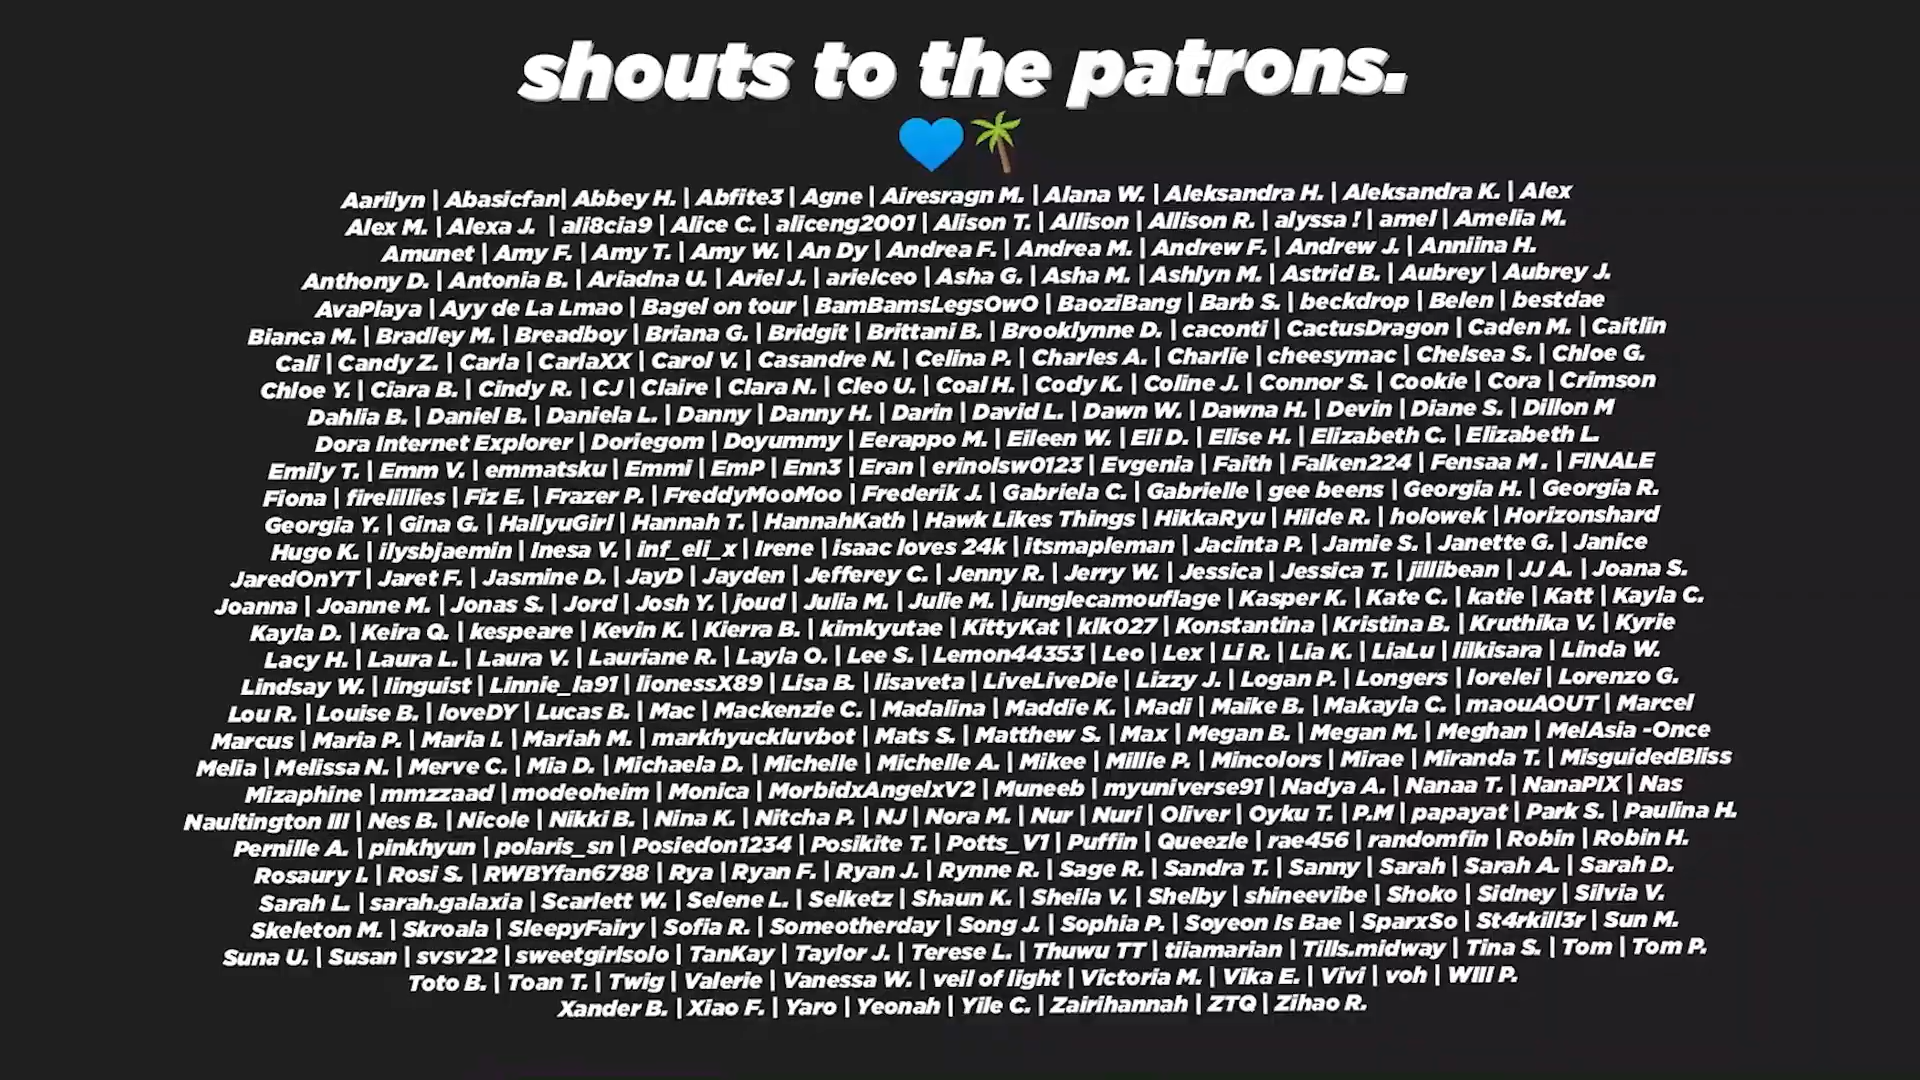 shouts to the patrons.
Aarilyn | Abasicfan| Abbey H. | Abfite3 | Agne | Airesragn M. | Alana W. | Aleksandra H. | Aleksandra K. | Alex
Alex M. | Alexa J. | ali8cia9 | Alice C. | aliceng2001 | Alison T. | Allison | Allison R. | alyssa ! | amel | Amelia M.
Amunet | Amy F. | Amy T. | Amy W. | An Dy | Andrea F. | Andrea M. | Andrew F. | Andrew J. | Anniina H.
Anthony D. | Antonia B. | Ariadna U. | Ariel J. | arielceo | Asha G. | Asha M. | Ashlyn M. | Astrid B. | Aubrey | Aubrey J.
AvaPlaya | Ayy de La Lmao | Bagel on tour | BamBamsLegsOwO | BaoziBang | Barb S. | beckdrop | Belen | bestdae
Bianca M. | Bradley M. | Breadboy | Briana G. | Bridgit | Brittani B. | Brooklynne D. | caconti | CactusDragon | Caden M. | Caitlin
Cali | Candy Z. | Carla | CarlaXX | Carol V. | Casandre N. | Celina P. | Charles A. | Charlie | cheesymac | Chelsea S. | Chloe G.
Chloe Y. | Ciara B. | Cindy R. | CJ | Claire | Clara N. | Cleo U. | Coal H. | Cody K. | Coline J. | Connor S. | Cookie | Cora | Crimson
Dahlia B. | Daniel B. | Daniela L. | Danny | Danny H. | Darin | David L. | Dawn W. | Dawna H. | Devin | Diane S. | Dillon M
Dora Internet Explorer | Doriegom | Doyummy | Eerappo M. | Eileen W. | Eli D. | Elise H. | Elizabeth C. | Elizabeth L.
Emily T. | Emm V. | emmatsku | Emmi | EmP | Enn3 | Eran | erinolsw0123 | Evgenia | Faith | Falken224 | Fensaa M . | FINALE
Fiona | firelillies | Fiz E. | Frazer P. | FreddyMooMoo | Frederik J. | Gabriela C. | Gabrielle | gee beens | Georgia H. | Georgia R.
Georgia Y. | Gina G. | HallyuGirl | Hannah T. | HannahKath | Hawk Likes Things | HikkaRyu | Hilde R. | holowek | Horizonshard
Hugo K. | ilysbjaemin | Inesa V. | inf_eli_x | Irene | isaac loves 24k | itsmapleman | Jacinta P. | Jamie S. | Janette G. | Janice
JaredOnYT | Jaret F. | Jasmine D. | JayD | Jayden | Jefferey C. | Jenny R. | Jerry W. | Jessica | Jessica T. | jillibean | JJ A. | Joana S.
Joanna | Joanne M. | Jonas S. | Jord | Josh Y. | joud | Julia M. | Julie M. | junglecamouflage | Kasper K. | Kate C. | katie | Katt | Kayla C.
Kayla D. | Keira Q. | kespeare | Kevin K. | Kierra B. | kimkyutae | KittyKat | klk027 | Konstantina | Kristina B. | Kruthika V. | Kyrie
Lacy H. | Laura L. | Laura V. | Lauriane R. | Layla O. | Lee S. | Lemon44353 | Leo | Lex | Li R. | Lia K. | LiaLu | lilkisara | Linda W.
Lindsay W. | linguist | Linnie_la91 | lionessX89 | Lisa B. | lisaveta | LiveLiveDie | Lizzy J. | Logan P. | Longers | lorelei | Lorenzo G.
Lou R. | Louise B. | loveDY | Lucas B. | Mac | Mackenzie C. | Madalina | Maddie K. | Madi | Maike B. | Makayla C. | maouAOUT | Marcel
Marcus | Maria P. | Maria I. | Mariah M. | markhyuckluvbot | Mats S. | Matthew S. | Max | Megan B. | Megan M. | Meghan | MelAsia -Once
Melia | Melissa N. | Merve C. | Mia D. | Michaela D. | Michelle | Michelle A. | Mikee | Millie P. | Mincolors | Mirae | Miranda T. | MisguidedBliss
Mizaphine | mmzzaad | modeoheim | Monica | MorbidxAngelxV2 | Muneeb | myuniverse91 | Nadya A. | Nanaa T. | NanaPIX | Nas
Naultington III | Nes B. | Nicole | Nikki B. | Nina K. | Nitcha P. | NJ | Nora M. | Nur | Nuri | Oliver | Oyku T. | P.M | papayat | Park S. | Paulina H.
Pernille A. | pinkhyun | polaris_sn | Posiedon1234 | Posikite T. | Potts_V1 | Puffin | Queezle | rae456 | randomfin | Robin | Robin H.
Rosaury I. | Rosi S. | RWBYfan6788 | Rya | Ryan F. | Ryan J. | Rynne R. | Sage R. | Sandra T. | Sanny | Sarah | Sarah A. | Sarah D.
Sarah L. | sarah.galaxia | Scarlett W. | Selene L. | Selketz | Shaun K. | Sheila V. | Shelby | shineevibe | Shoko | Sidney | Silvia V.
Skeleton M. | Skroala | SleepyFairy | Sofia R. | Someotherday | Song J. | Sophia P. | Soyeon Is Bae | SparxSo | St4rkill3r | Sun M.
Suna U. | Susan | svsv22 | sweetgirlsolo | TanKay | Taylor J. | Terese L. | Thuwu TT | tiiamarian | Tills.midway | Tina S. | Tom | Tom P.
Toto B. | Toan T. | Twig | Valerie | Vanessa W. | veil of light | Victoria M. | Vika E. | Vivi | voh | Will P.
Xander B. | Xiao F. | Yaro | Yeonah | Yile C. | Zairihannah | ZTQ | Zihao R.